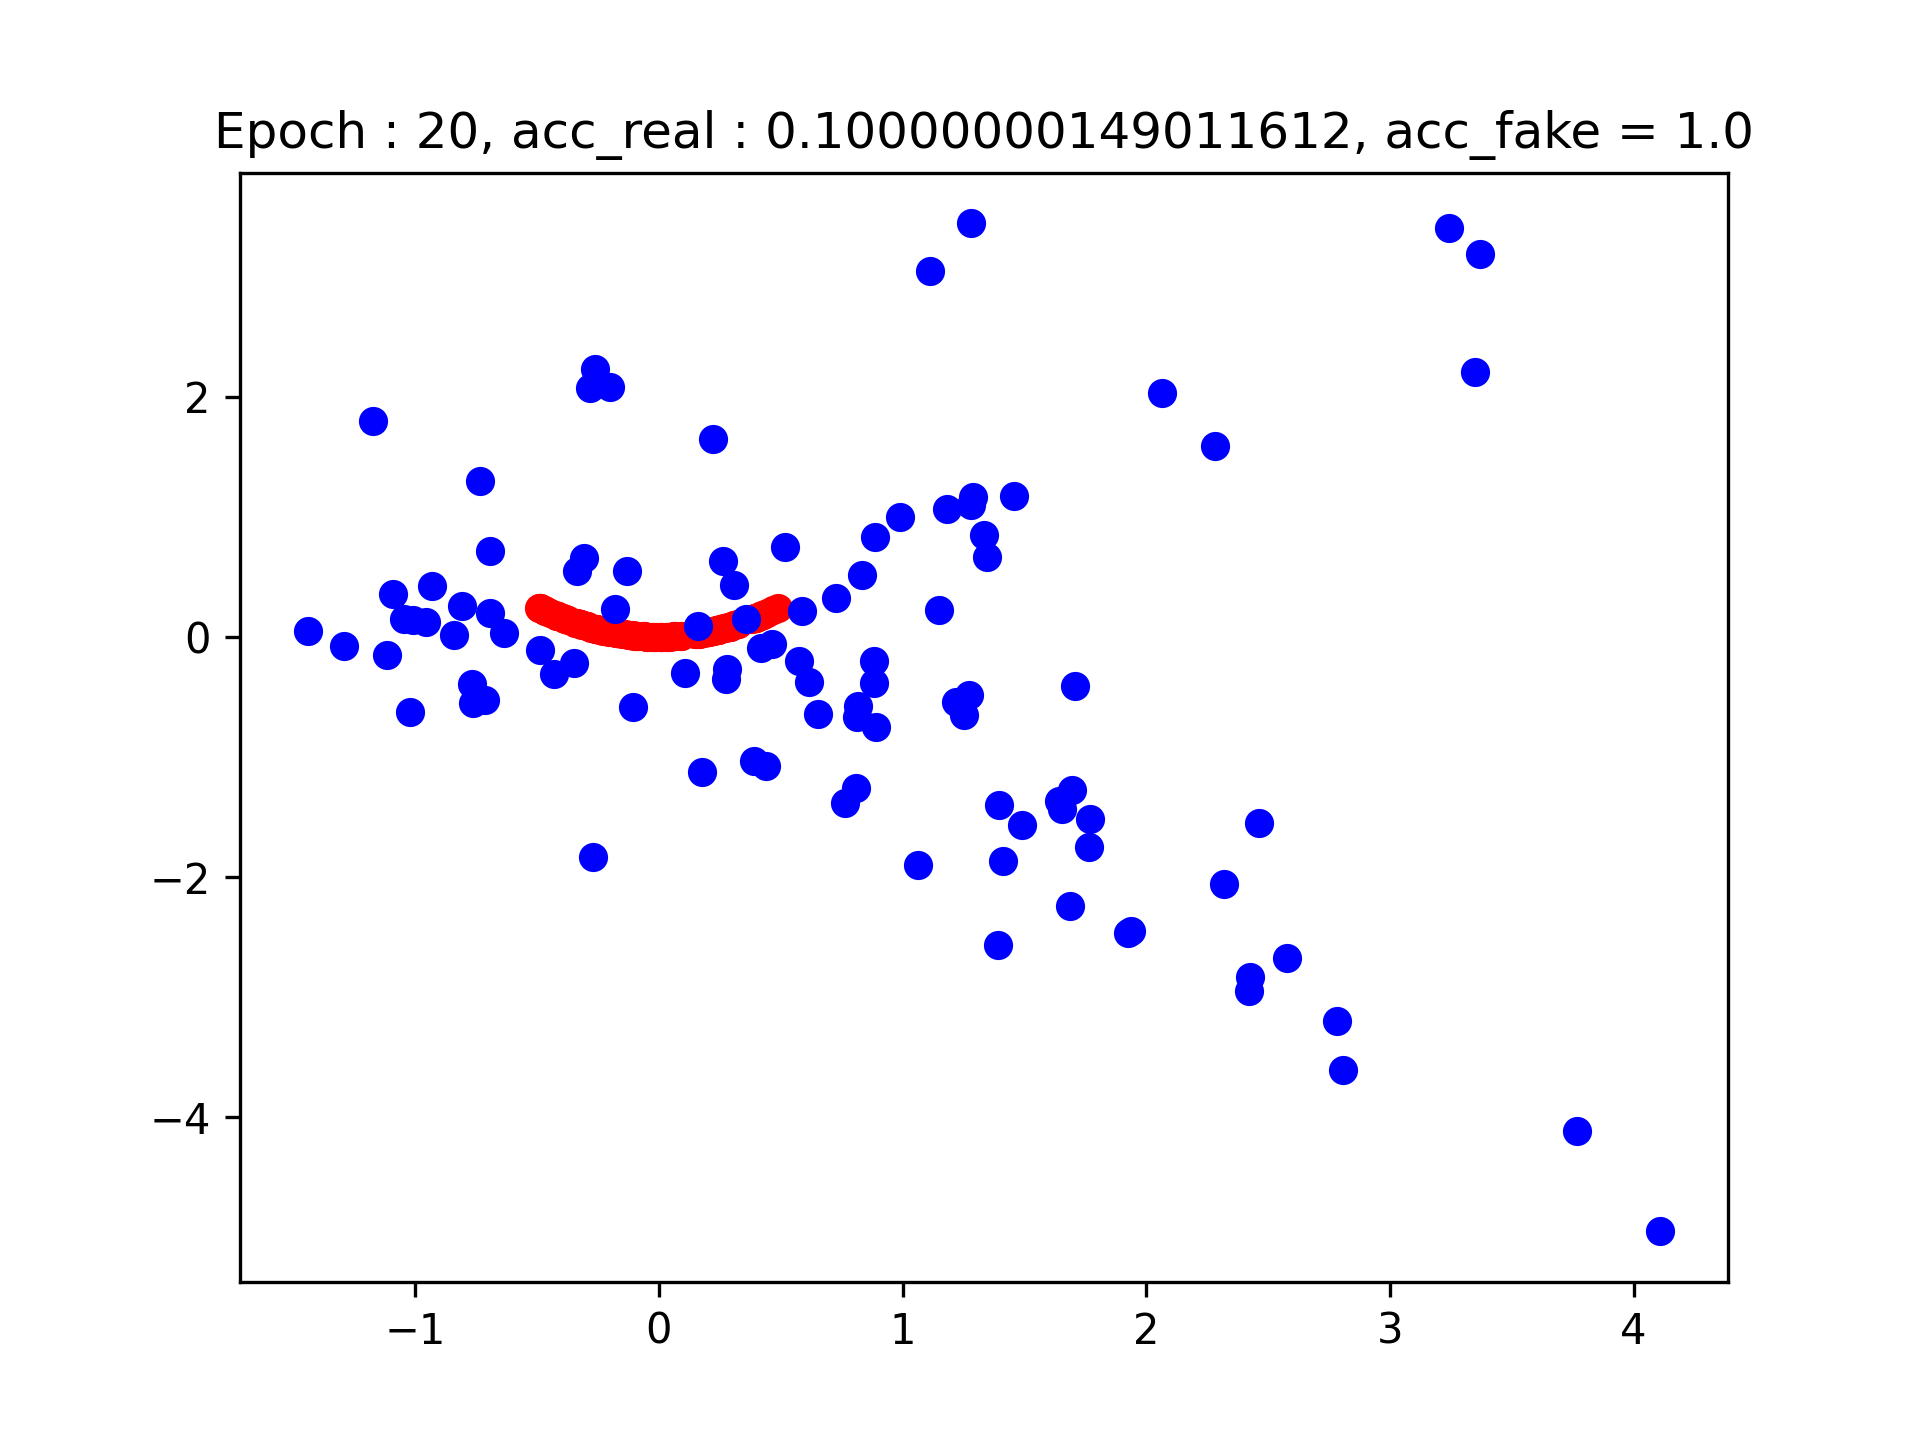 Epoch : 20, acc_real : 0.10000000149011612, acc_fake = 1.0
2
0
−2
−4
−1 0 1 2 3 4